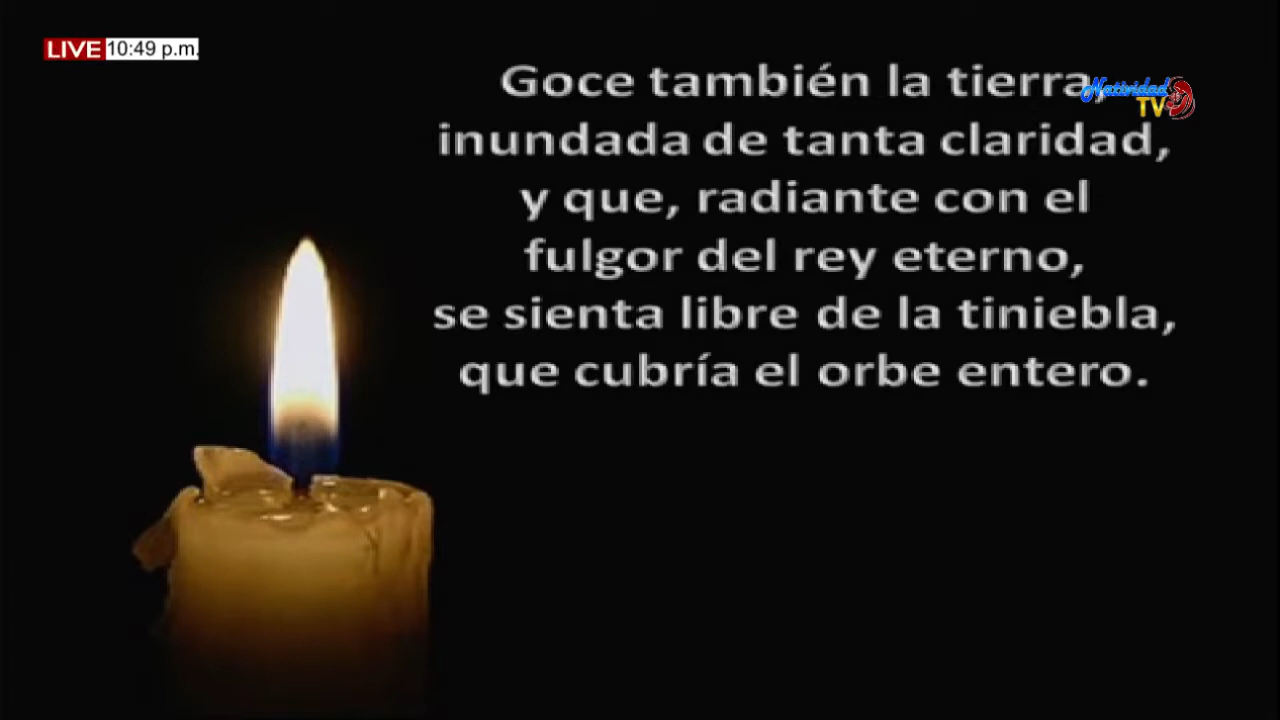 LIVE 10:49 p.m.
Natividad
TV
Goce también la tierra,
inundada de tanta claridad,
y que, radiante con el
fulgor del rey eterno,
se sienta libre de la tiniebla,
que cubría el orbe entero.